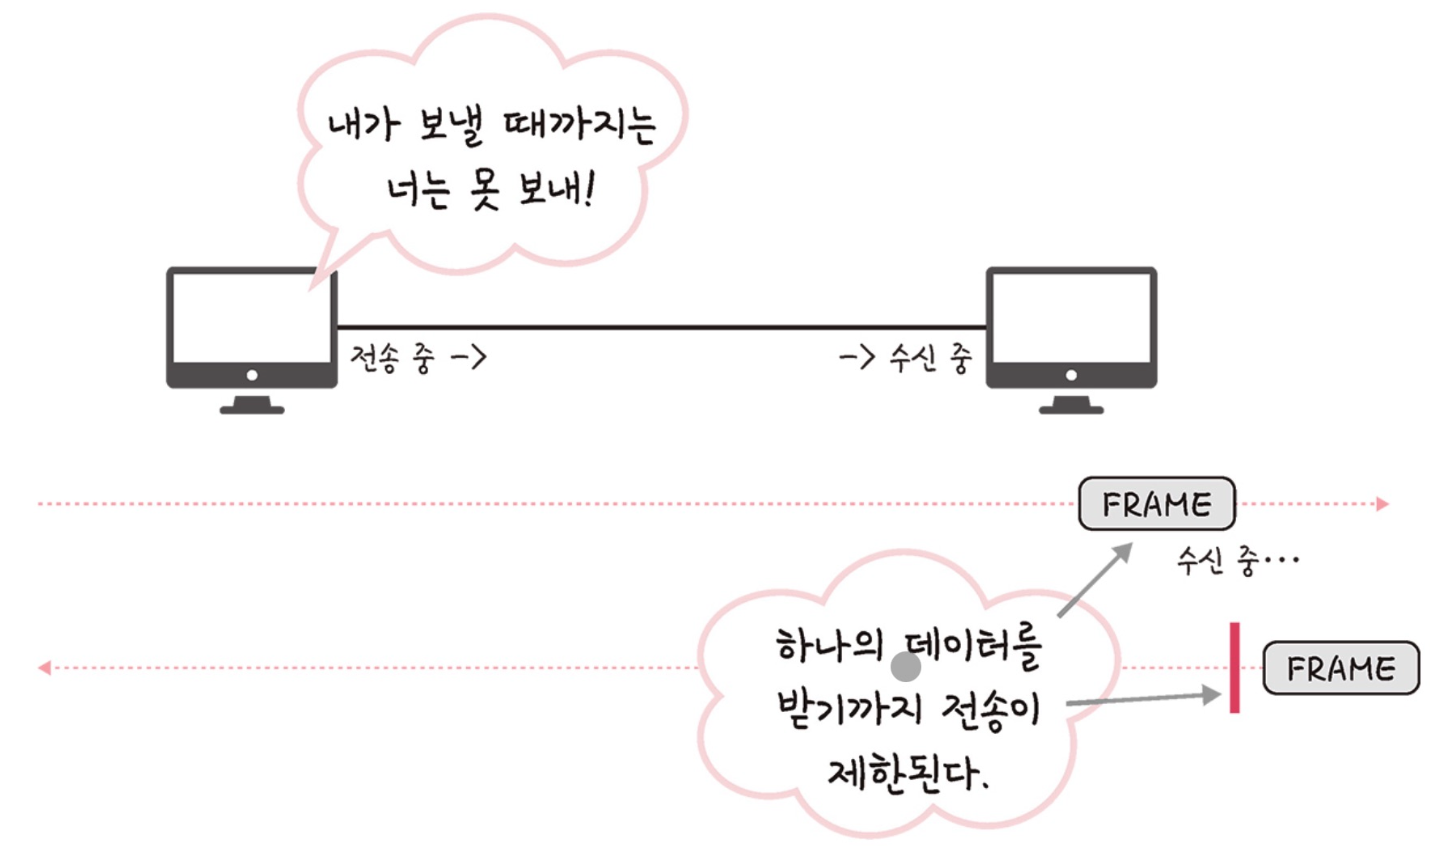 내가 보낼 때까지는
너는 못 보내!
전송 중 ->
-> 수신 중
FRAME
수신 중···
하나의 데이터를
받기까지 전송이
제한된다.
FRAME